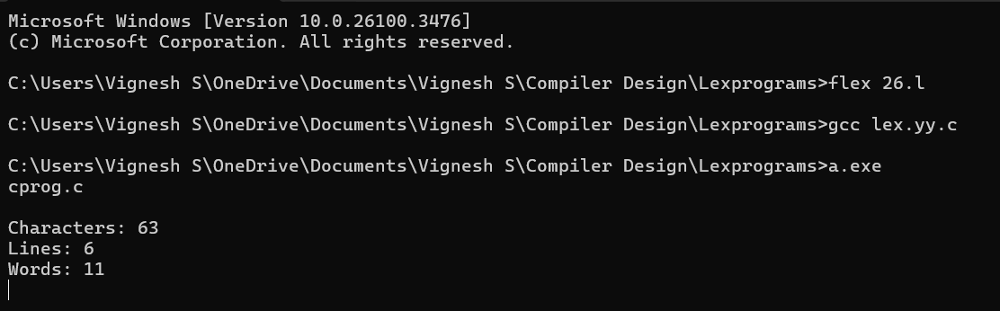 Microsoft Windows [Version 10.0.26100.3476]
(c) Microsoft Corporation. All rights reserved.
C:\Users\Vignesh S\OneDrive\Documents\Vignesh S\Compiler Design\Lexprograms>flex 26.l
C:\Users\Vignesh S\OneDrive\Documents\Vignesh S\Compiler Design\Lexprograms>gcc lex.yy.c
C:\Users\Vignesh S\OneDrive\Documents\Vignesh S\Compiler Design\Lexprograms>a.exe
cprog.c
Characters: 63
Lines: 6
Words: 11